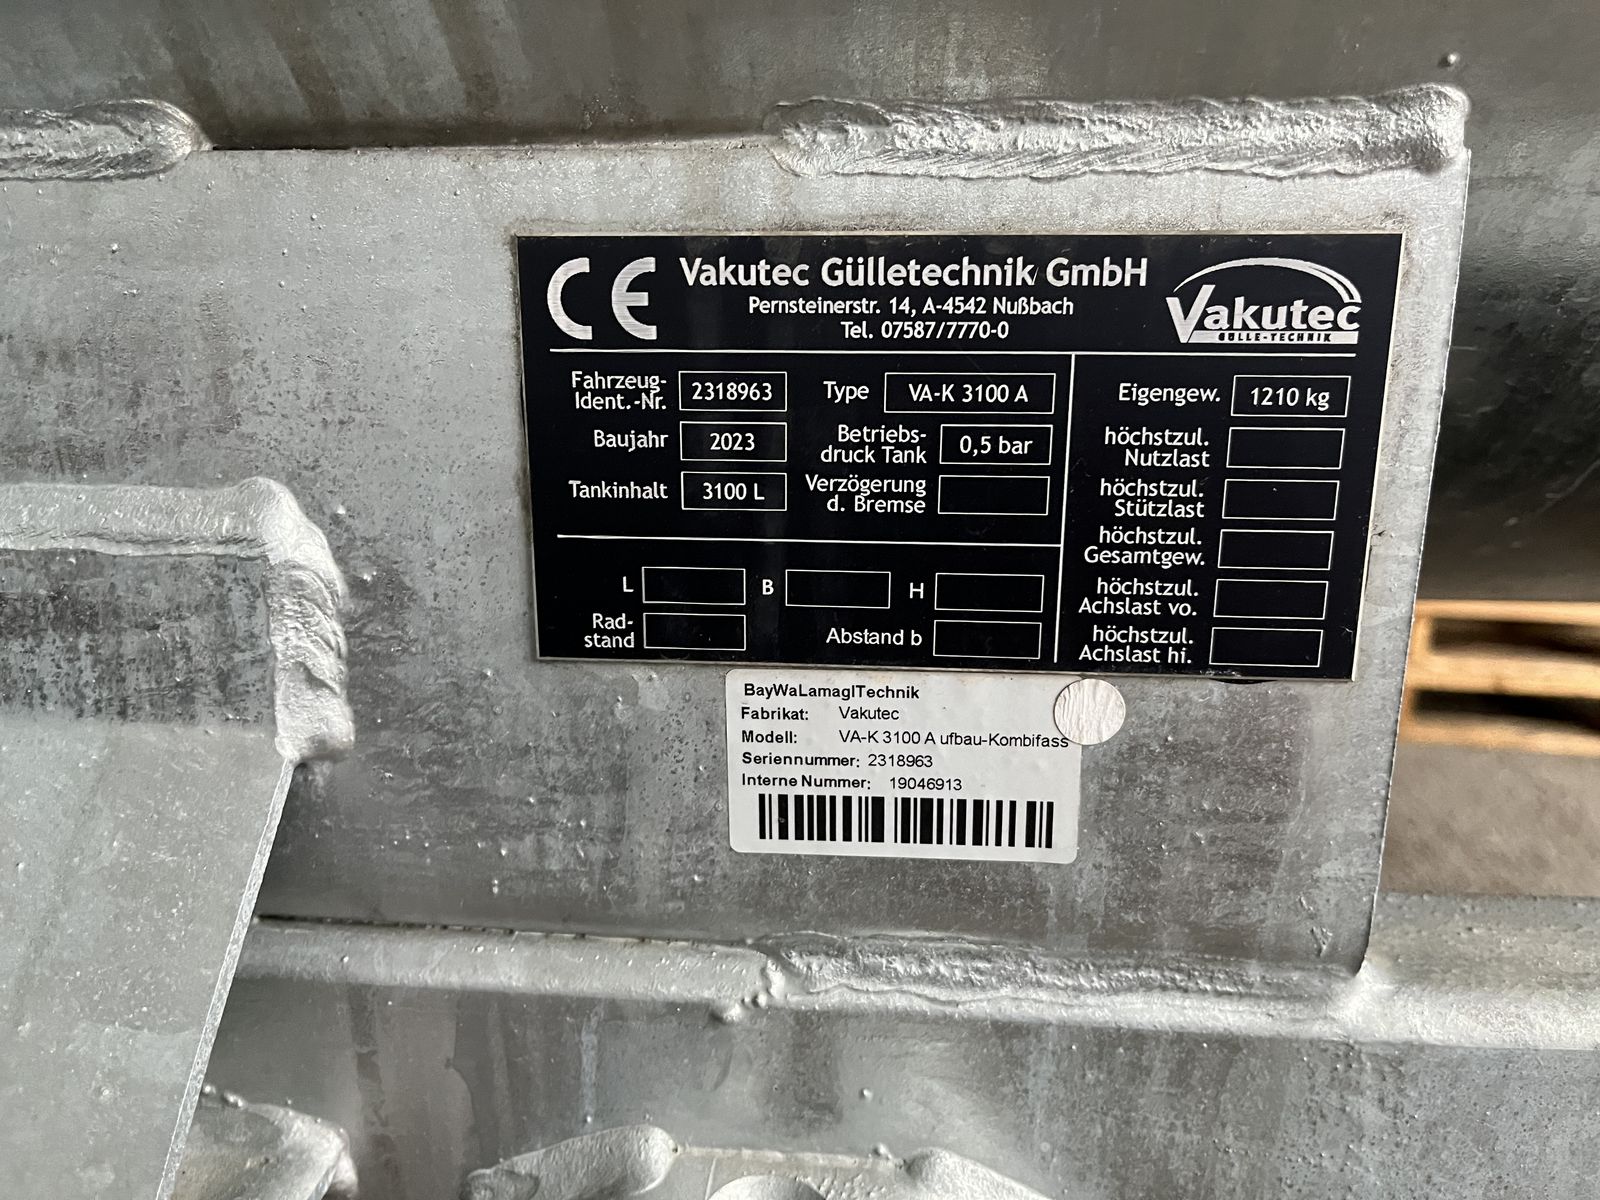 CE
Vakutec Gülletechnik GmbH
Pernsteinerstr. 14, A-4542 Nußbach
Tel. 07587/7770-0
Vakutec
GÜLLE-TECHNIK
Fahrzeug-
Ident.-Nr. 2318963
Type VA-K 3100 A
Baujahr 2023
Betriebs-
druck Tank 0,5 bar
Tankinhalt 3100 L
Verzögerung
d. Bremse
L B H
Rad-
stand
Abstand b
Eigengew. 1210 kg
höchstzul.
Nutzlast
höchstzul.
Stützlast
höchstzul.
Gesamtgew.
höchstzul.
Achslast vo.
höchstzul.
Achslast hi.
BayWaLamaglTechnik
Fabrikat: Vakutec
Modell: VA-K 3100 A ufbau-Kombifass
Seriennummer: 2318963
Interne Nummer: 19046913